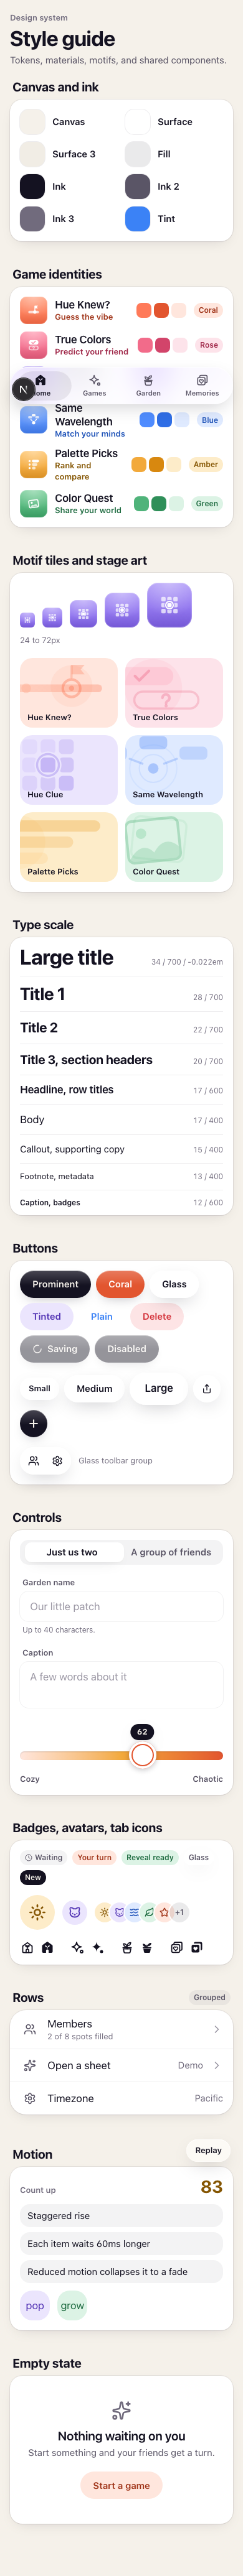 Design system
Style guide
Tokens, materials, motifs, and shared components.
Canvas and ink
Canvas
Surface
Surface 3
Fill
Ink
Ink 2
Ink 3
Tint
Game identities
Hue Knew?
Guess the vibe
Coral
True Colors
Predict your friend
Rose
N
Home
Games
Garden
Memories
Same
Wavelength
Match your minds
Blue
Palette Picks
Rank and
compare
Amber
Color Quest
Share your world
Green
Motif tiles and stage art
24 to 72px
Hue Knew?
True Colors
Hue Clue
Same Wavelength
Palette Picks
Color Quest
Type scale
Large title
34 / 700 / -0.022em
Title 1
28 / 700
Title 2
22 / 700
Title 3, section headers
20 / 700
Headline, row titles
17 / 600
Body
17 / 400
Callout, supporting copy
15 / 400
Footnote, metadata
13 / 400
Caption, badges
12 / 600
Buttons
Prominent
Coral
Glass
Tinted
Plain
Delete
Saving
Disabled
Small
Medium
Large
Glass toolbar group
Controls
Just us two
A group of friends
Garden name
Our little patch
Up to 40 characters.
Caption
A few words about it
62
Cozy
Chaotic
Badges, avatars, tab icons
Waiting
Your turn
Reveal ready
Glass
New
+1
Rows
Grouped
Members
2 of 8 spots filled
Open a sheet
Demo
Timezone
Pacific
Motion
Replay
Count up
83
Staggered rise
Each item waits 60ms longer
Reduced motion collapses it to a fade
pop
grow
Empty state
Nothing waiting on you
Start something and your friends get a turn.
Start a game